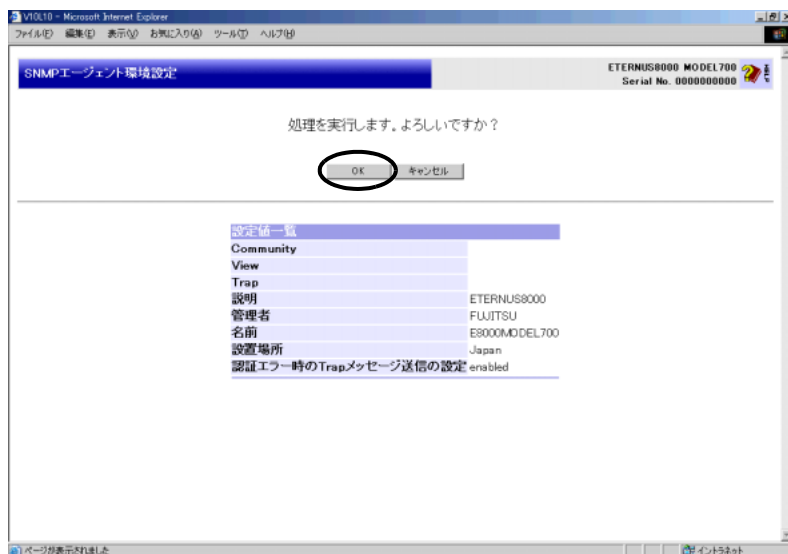 V10L10 - Microsoft Internet Explorer
ファイル(F) 編集(E) 表示(V) お気に入り(A) ツール(T) ヘルプ(H)
SNMPエージェント環境設定
ETERNUS8000 MODEL700
Serial No. 0000000000
処理を実行します。よろしいですか？
OK キャンセル
設定値一覧
Community
View
Trap
説明 ETERNUS8000
管理者 FUJITSU
名前 E8000MODEL700
設置場所 Japan
認証エラー時のTrapメッセージ送信の設定 enabled
ページが表示されました イントラネット